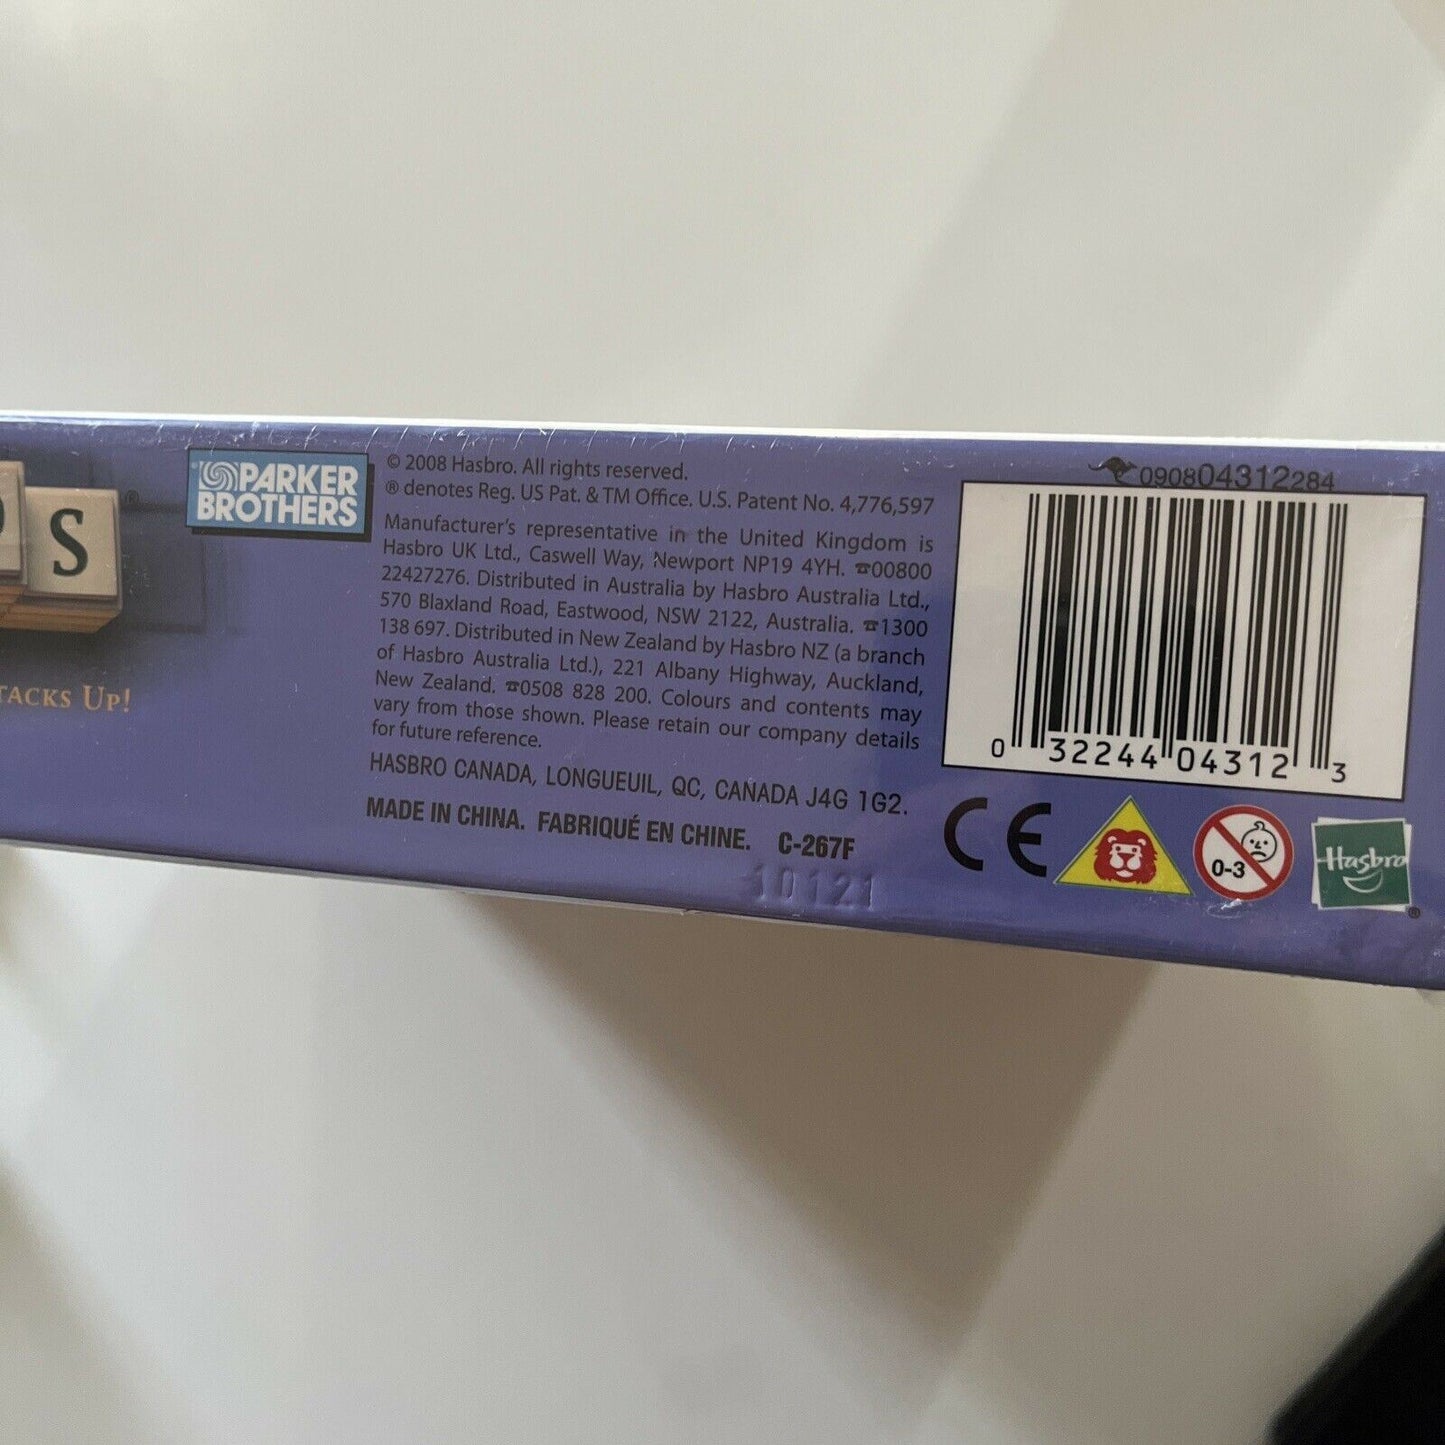 S ®
TACKS UP!
PARKER
BROTHERS
© 2008 Hasbro. All rights reserved.
® denotes Reg. US Pat. & TM Office. U.S. Patent No. 4,776,597
Manufacturer's representative in the United Kingdom is
Hasbro UK Ltd., Caswell Way, Newport NP19 4YH. ☎00800
22427276. Distributed in Australia by Hasbro Australia Ltd.,
570 Blaxland Road, Eastwood, NSW 2122, Australia. ☎1300
138 697. Distributed in New Zealand by Hasbro NZ (a branch
of Hasbro Australia Ltd.), 221 Albany Highway, Auckland,
New Zealand. ☎0508 828 200. Colours and contents may
vary from those shown. Please retain our company details
for future reference.
HASBRO CANADA, LONGUEUIL, QC, CANADA J4G 1G2.
MADE IN CHINA. FABRIQUÉ EN CHINE. C-267F
10121
090804312284
0 32244 04312 3
CE
0-3
Hasbro
®